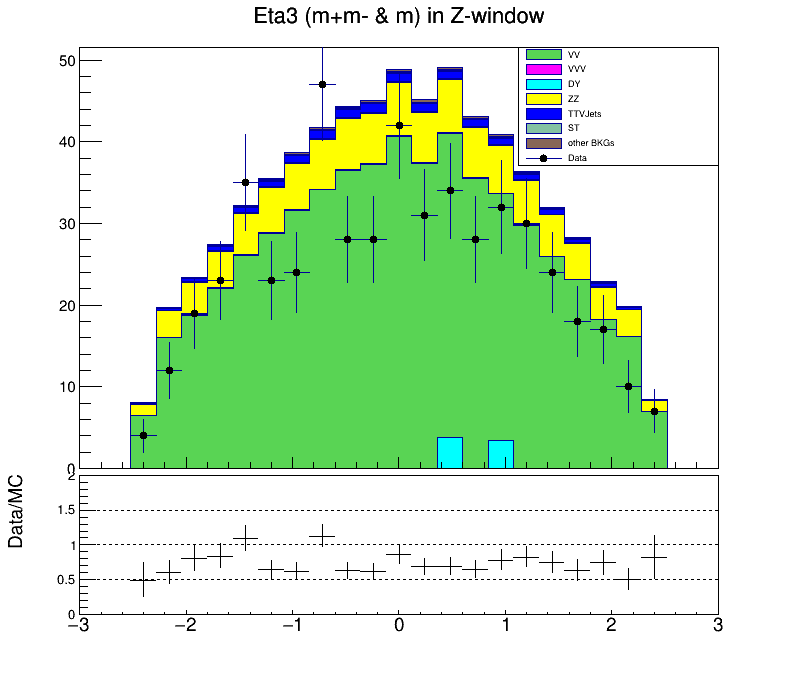 Eta3 (m+m- & m) in Z-window
50
40
30
20
10
0
VV
VVV
DY
ZZ
TTVJets
ST
other BKGs
Data
Data/MC
2
1.5
1
0.5
0
−3 −2 −1 0 1 2 3